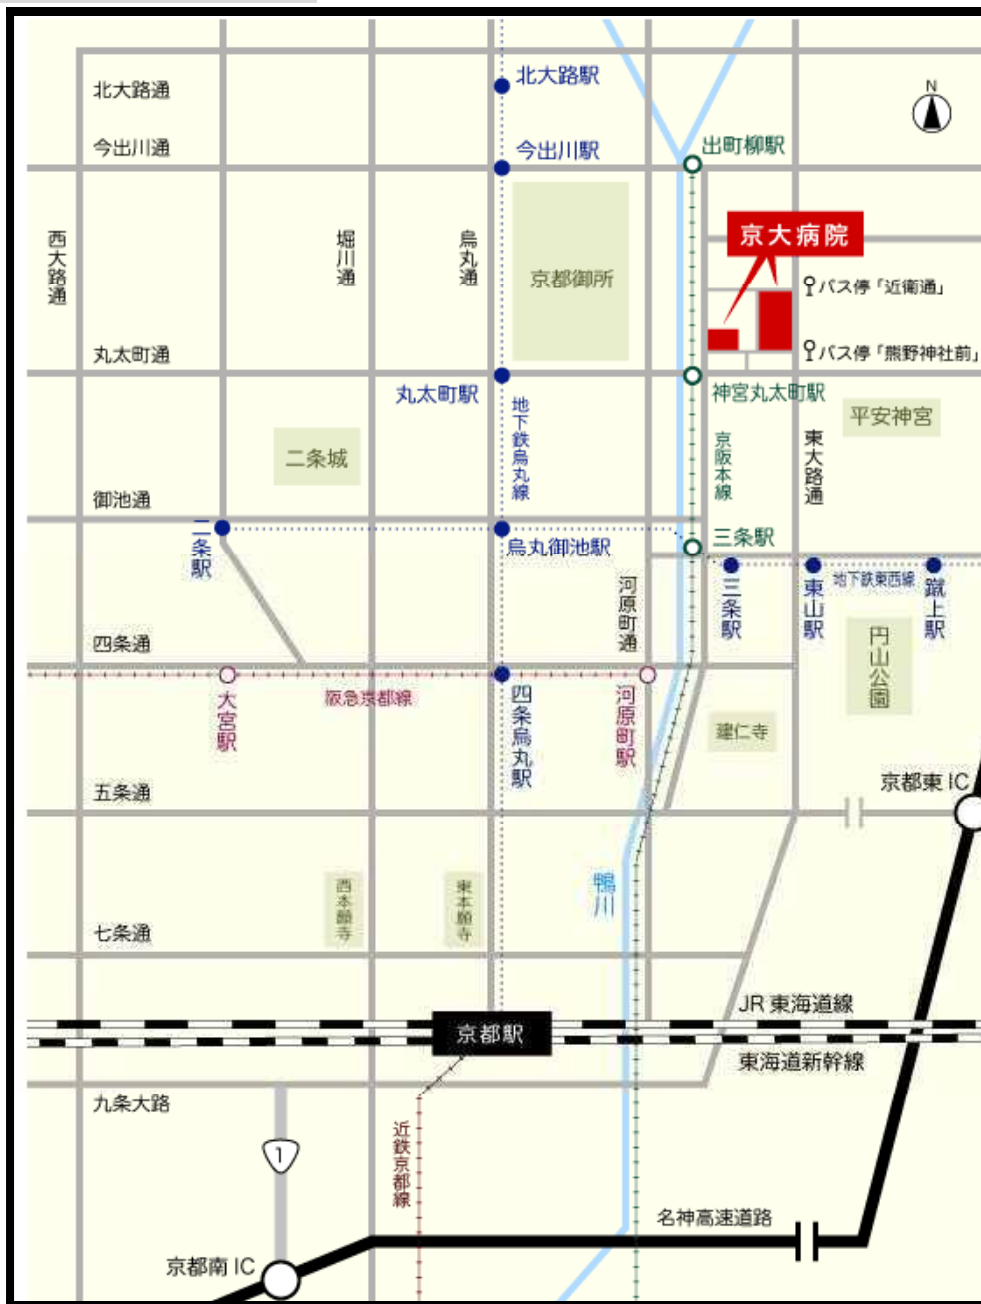 北大路駅
N
北大路通
今出川通
今出川駅
出町柳駅
西大路通
堀川通
烏丸通
京大病院
京都御所
バス停「近衛通」
丸太町通
バス停「熊野神社前」
丸太町駅
神宮丸太町駅
地下鉄烏丸線
平安神宮
二条城
京阪本線
東大路通
御池通
二条駅
烏丸御池駅
三条駅
河原町通
三条駅
東山駅
地下鉄東西線
蹴上駅
四条通
円山公園
大宮駅
阪急京都線
四条烏丸駅
河原町駅
建仁寺
五条通
京都東 IC
西本願寺
東本願寺
鴨川
七条通
JR 東海道線
京都駅
東海道新幹線
九条大路
1
近鉄京都線
名神高速道路
京都南 IC